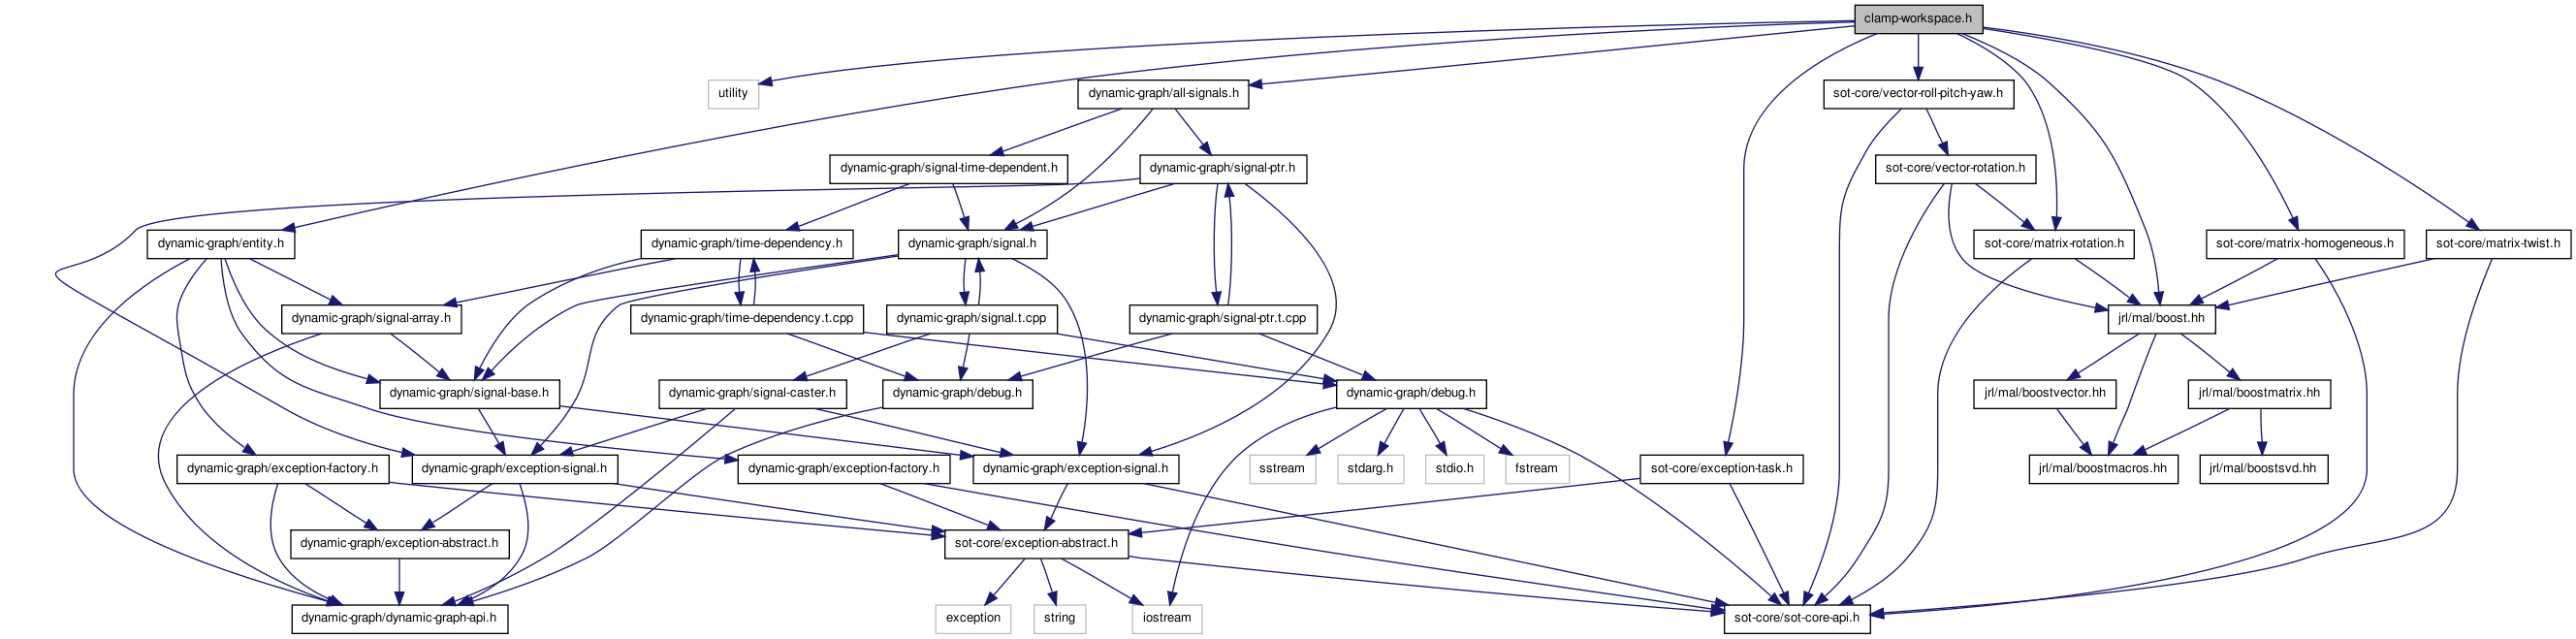 clamp-workspace.h
utility
dynamic-graph/all-signals.h
sot-core/vector-roll-pitch-yaw.h
dynamic-graph/signal-time-dependent.h
dynamic-graph/signal-ptr.h
sot-core/vector-rotation.h
dynamic-graph/entity.h
dynamic-graph/time-dependency.h
dynamic-graph/signal.h
sot-core/matrix-rotation.h
sot-core/matrix-homogeneous.h
sot-core/matrix-twist.h
dynamic-graph/signal-array.h
dynamic-graph/time-dependency.t.cpp
dynamic-graph/signal.t.cpp
dynamic-graph/signal-ptr.t.cpp
jrl/mal/boost.hh
dynamic-graph/signal-base.h
dynamic-graph/signal-caster.h
dynamic-graph/debug.h
dynamic-graph/debug.h
jrl/mal/boostvector.hh
jrl/mal/boostmatrix.hh
dynamic-graph/exception-factory.h
dynamic-graph/exception-signal.h
dynamic-graph/exception-factory.h
dynamic-graph/exception-signal.h
sstream
stdarg.h
stdio.h
fstream
sot-core/exception-task.h
jrl/mal/boostmacros.hh
jrl/mal/boostsvd.hh
dynamic-graph/exception-abstract.h
sot-core/exception-abstract.h
dynamic-graph/dynamic-graph-api.h
exception
string
iostream
sot-core/sot-core-api.h